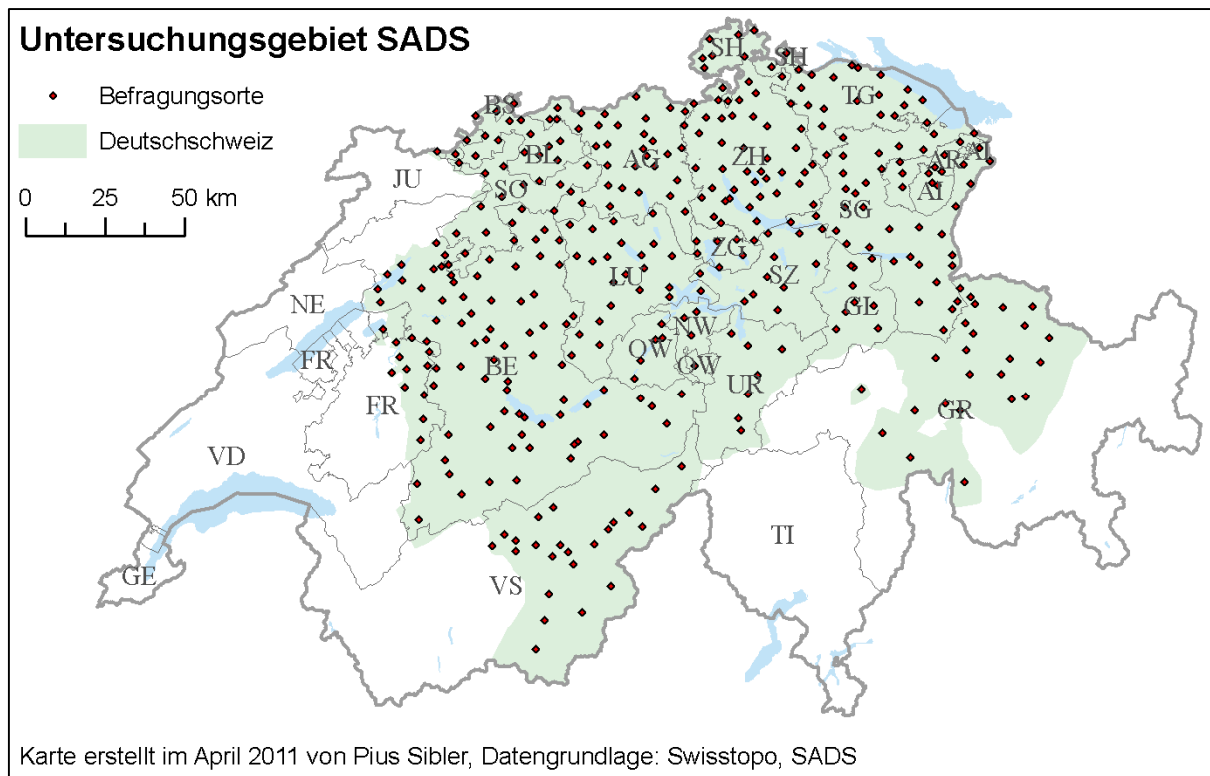 Untersuchungsgebiet SADS
Befragungsorte
Deutschschweiz
0 25 50 km
SH
SH
BS
TG
BL
AG
ZH
AR
AI
AI
JU
SO
SG
ZG
LU
SZ
NE
GL
NW
OW
FR
BE
OW
UR
FR
GR
VD
TI
GE
VS
Karte erstellt im April 2011 von Pius Sibler, Datengrundlage: Swisstopo, SADS